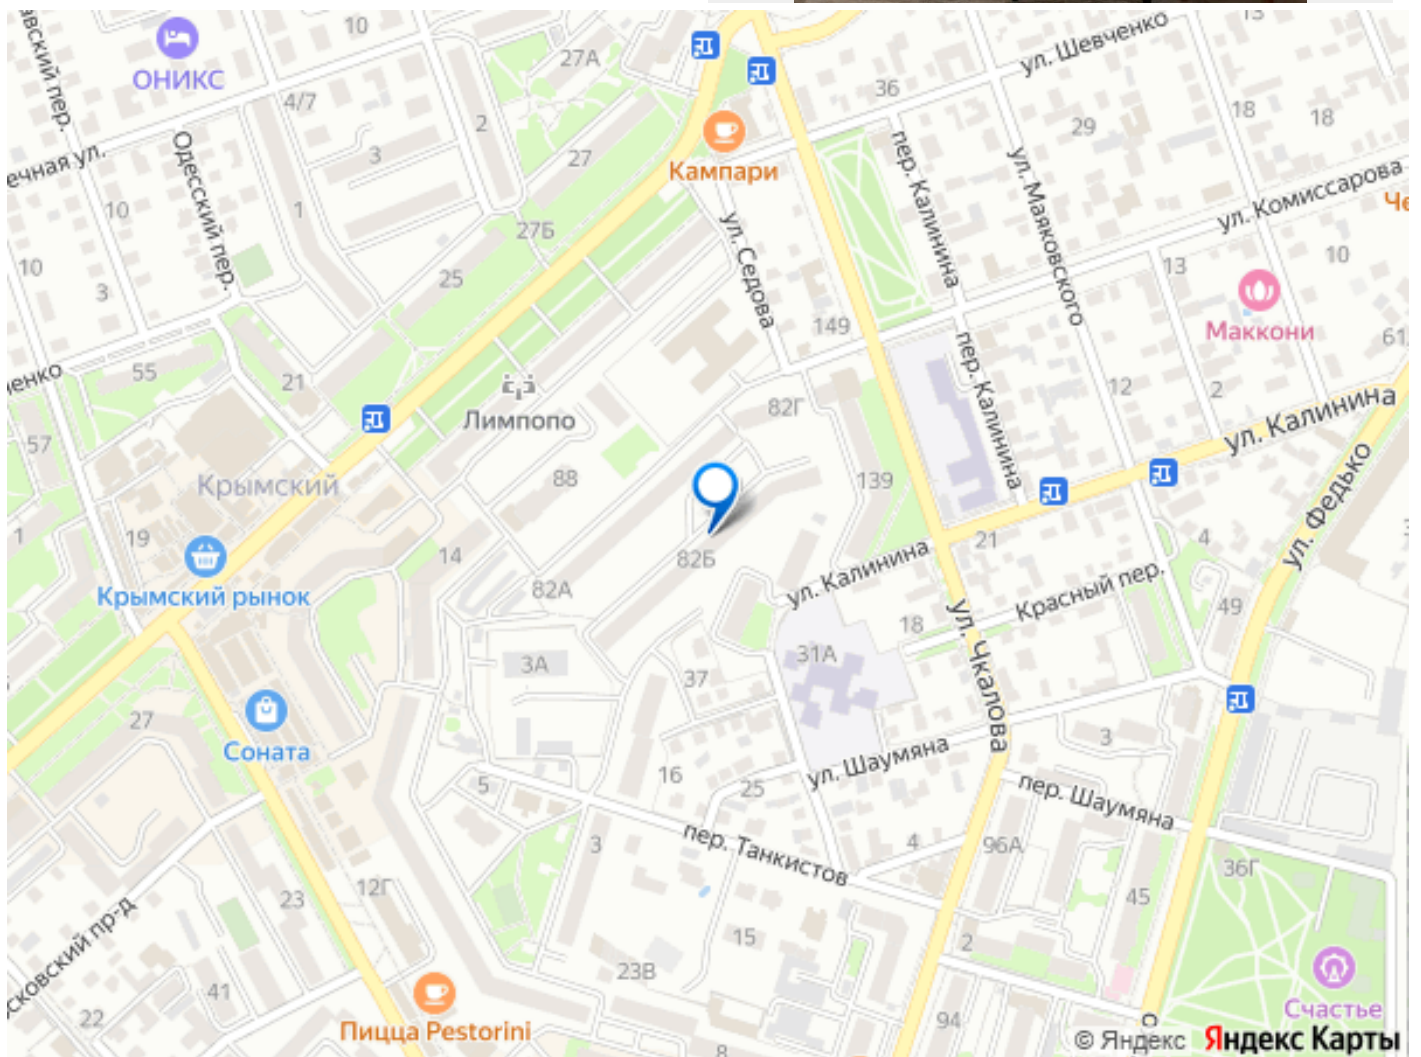 10
13
ул. Шевченко
ОНИКС
27А
36
4/7
2
29
18
18
3
27
Кампари
пер. Калинина
ул. Маяковского
ул. Комиссарова
Одесский пер.
10
1
27Б
ул. Седова
10
3
25
13
10
149
Маккони
55
21
пер. Калинина
12
2
82Г
ул. Калинина
Лимпопо
57
Крымский
88
139
ул. Федько
1
19
14
82Б
21
4
Крымский рынок
82А
ул. Калинина
Красный пер.
49
18
3А
31А
37
ул. Чкалова
27
Соната
3
16
25
ул. Шаумяна
5
пер. Шаумяна
3
пер. Танкистов
4
96А
36Г
12Г
23
45
15
2
23В
41
22
Счастье
Пицца Pestorini
94
8
© Яндекс Яндекс Карты